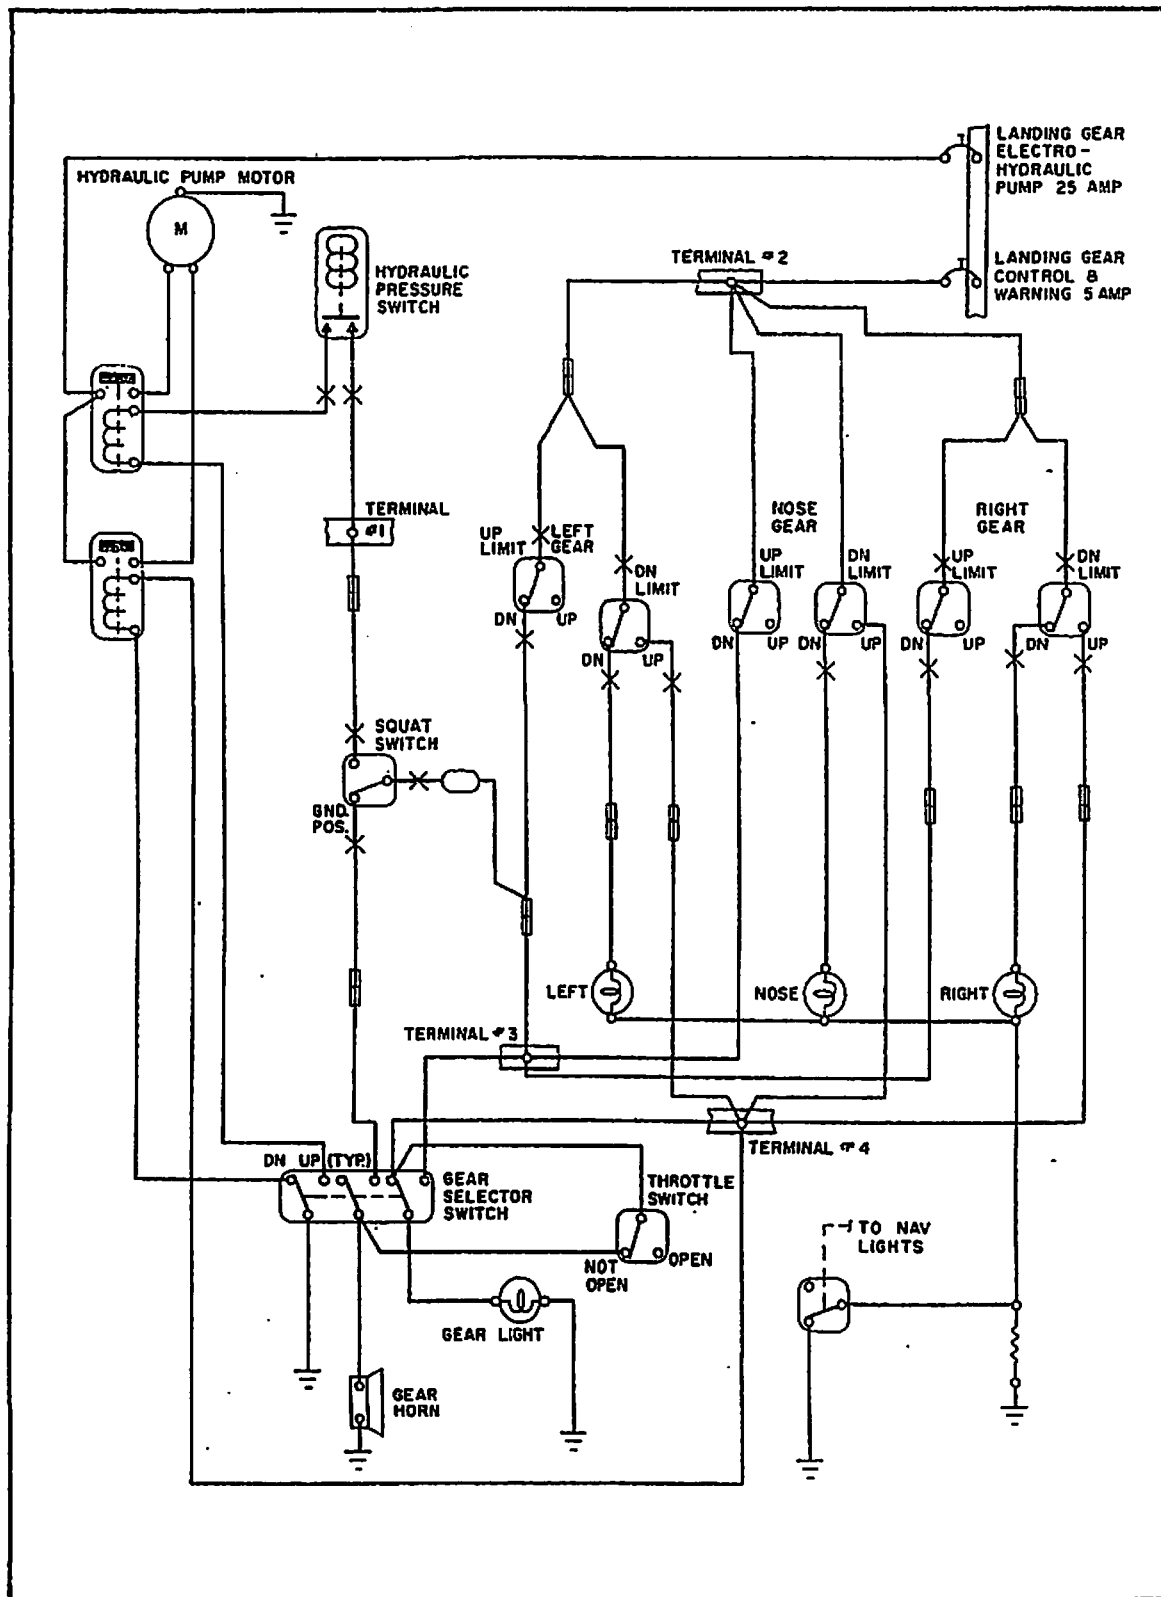 LANDING GEAR
ELECTRO-
HYDRAULIC
PUMP 25 AMP
HYDRAULIC PUMP MOTOR
M
TERMINAL #2
LANDING GEAR
CONTROL &
WARNING 5 AMP
HYDRAULIC
PRESSURE
SWITCH
TERMINAL
#1
UP
LIMIT
LEFT
GEAR
DN
LIMIT
NOSE
GEAR
UP
LIMIT
DN
LIMIT
RIGHT
GEAR
UP
LIMIT
DN
LIMIT
DN
UP
DN
UP
DN
UP
DN
UP
DN
UP
DN
UP
SQUAT
SWITCH
GND.
POS.
LEFT
NOSE
RIGHT
TERMINAL #3
TERMINAL #4
DN UP (TYP.)
GEAR
SELECTOR
SWITCH
THROTTLE
SWITCH
NOT
OPEN
OPEN
TO NAV
LIGHTS
GEAR LIGHT
GEAR
HORN